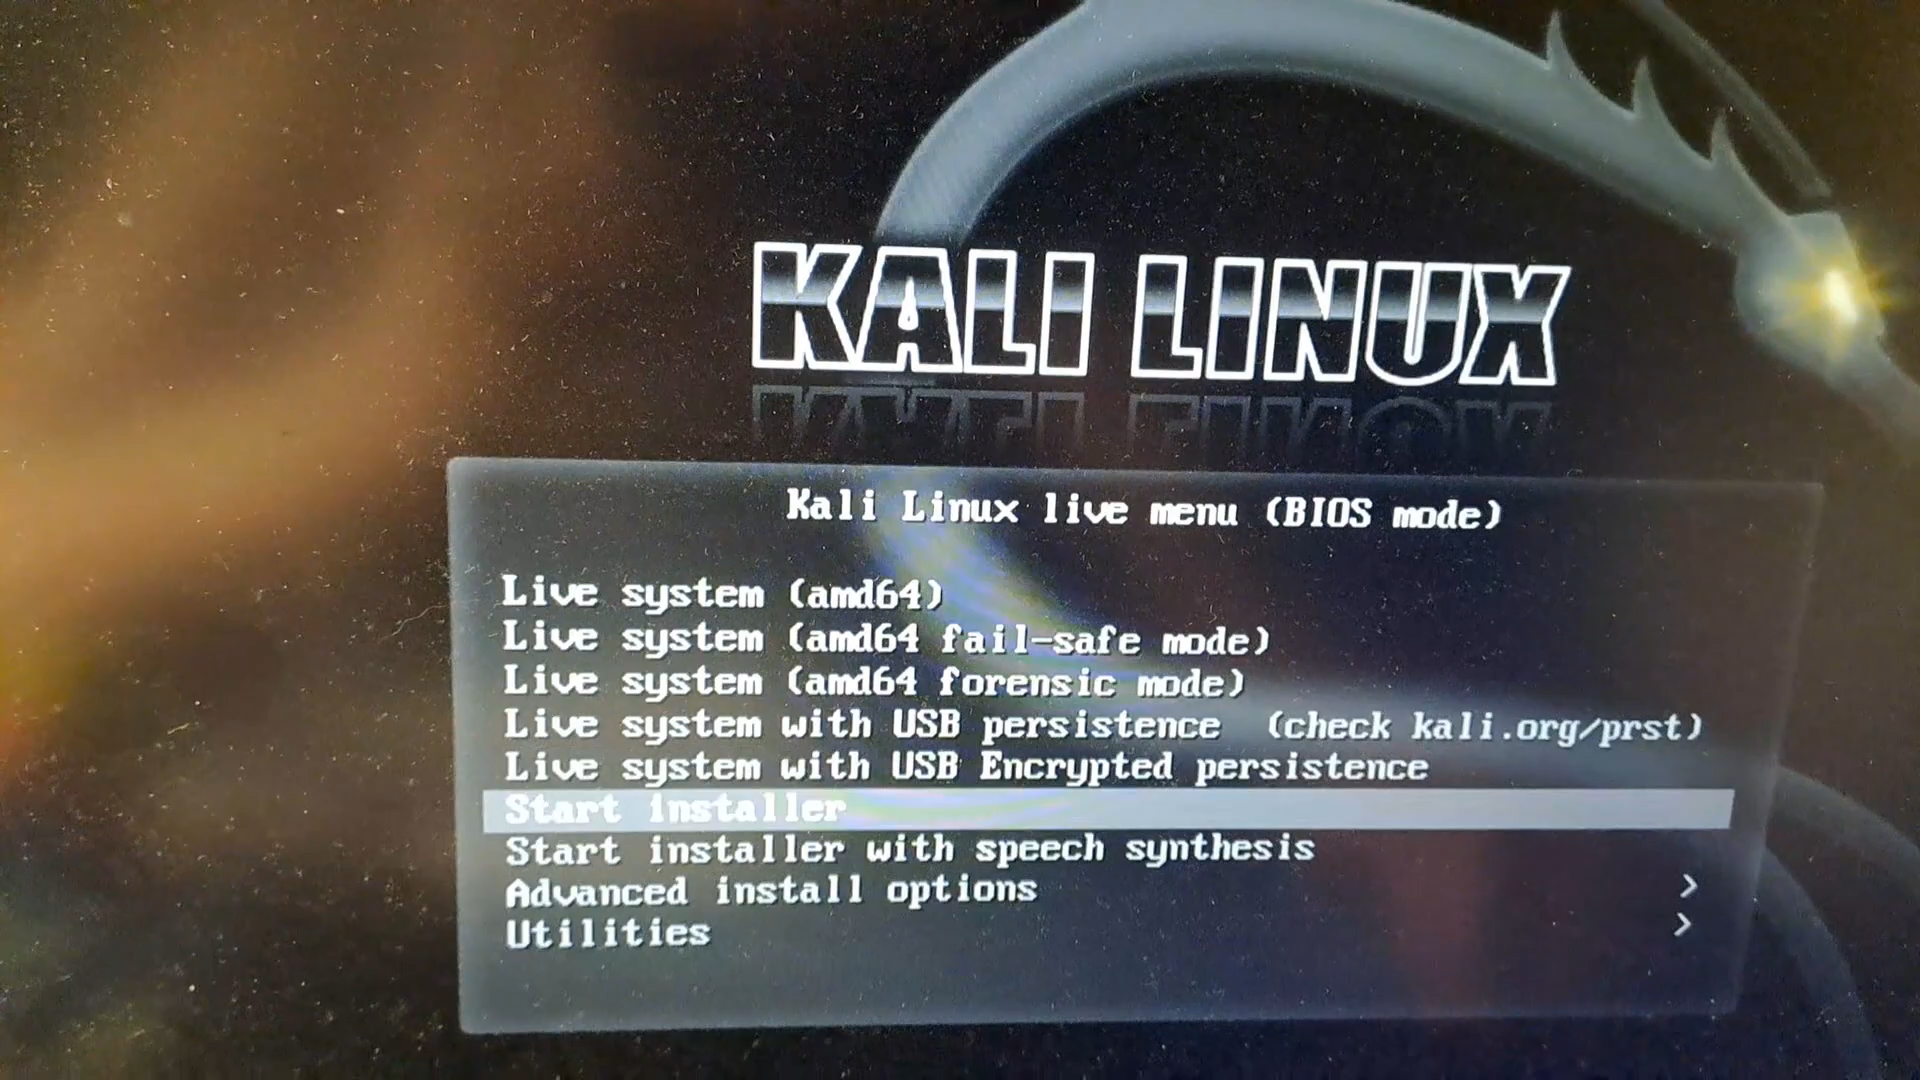 KALI LINUX
Kali Linux live menu (BIOS mode)
Live system (amd64)
Live system (amd64 fail-safe mode)
Live system (amd64 forensic mode)
Live system with USB persistence (check kali.org/prst)
Live system with USB Encrypted persistence
Start installer
Start installer with speech synthesis
Advanced install options >
Utilities >